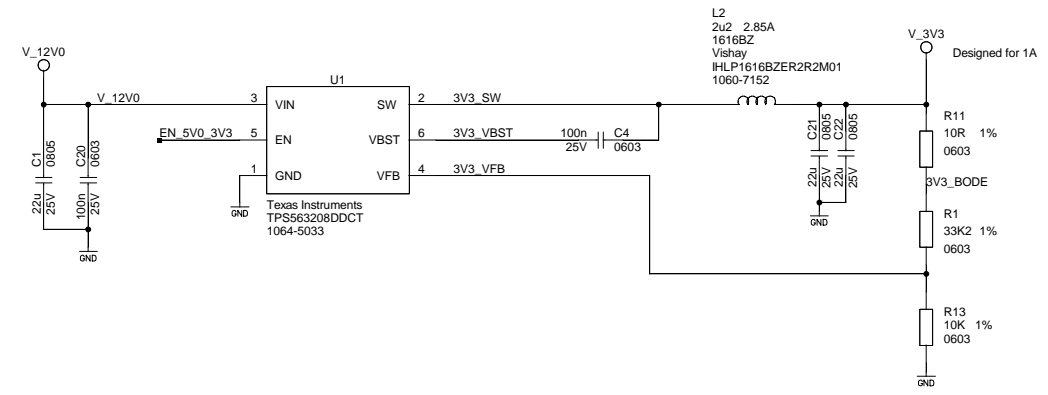 V_12V0
V_12V0
C1
0805
22u
25V
C20
0603
100n
25V
GND
EN_5V0_3V3
U1
3
VIN
5
EN
1
GND
SW
2
VBST
6
VFB
4
GND
Texas Instruments
TPS563208DDCT
1064-5033
3V3_SW
3V3_VBST
3V3_VFB
100n
25V
C4
0603
L2
2u2 2.85A
1616BZ
Vishay
IHLP1616BZER2R2M01
1060-7152
C21
0805
22u
25V
C22
0805
22u
25V
GND
V_3V3
Designed for 1A
R11
10R 1%
0603
3V3_BODE
R1
33K2 1%
0603
R13
10K 1%
0603
GND